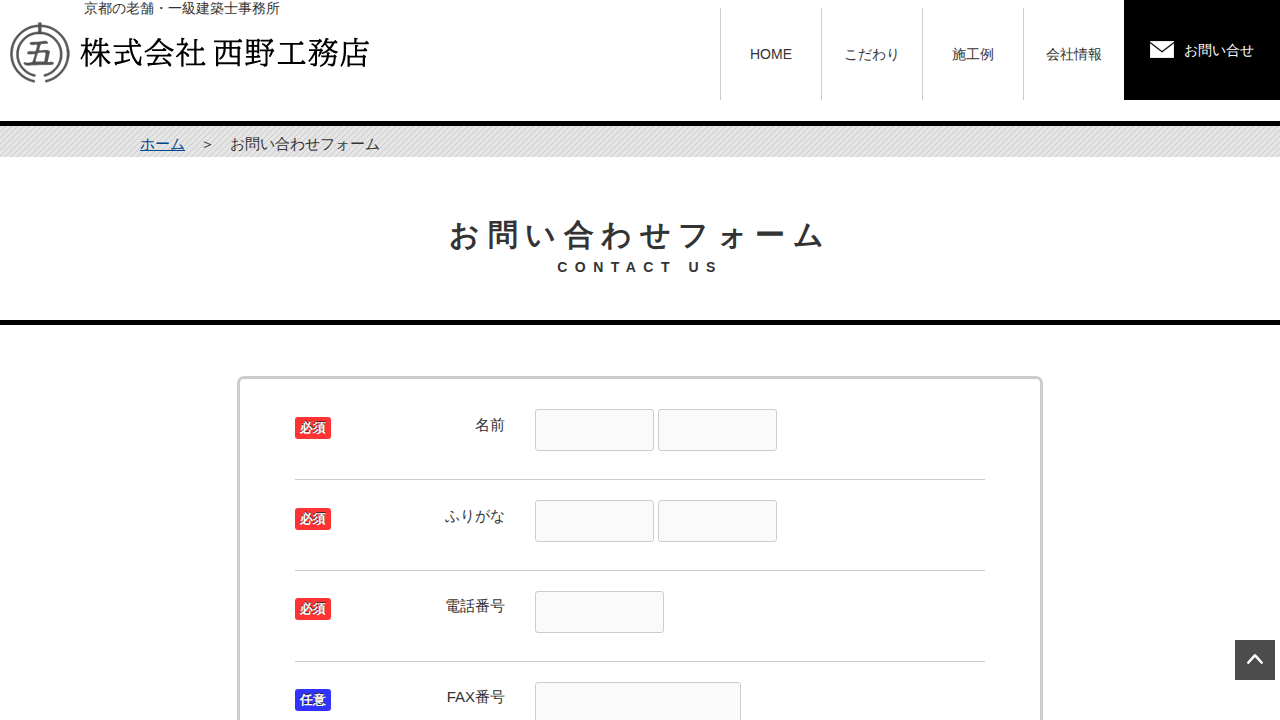 京都の老舗・一級建築士事務所
五 株式会社 西野工務店
HOME
こだわり
施工例
会社情報
お問い合せ
ホーム ＞ お問い合わせフォーム
お問い合わせフォーム
CONTACT US
必須 名前
必須 ふりがな
必須 電話番号
任意 FAX番号